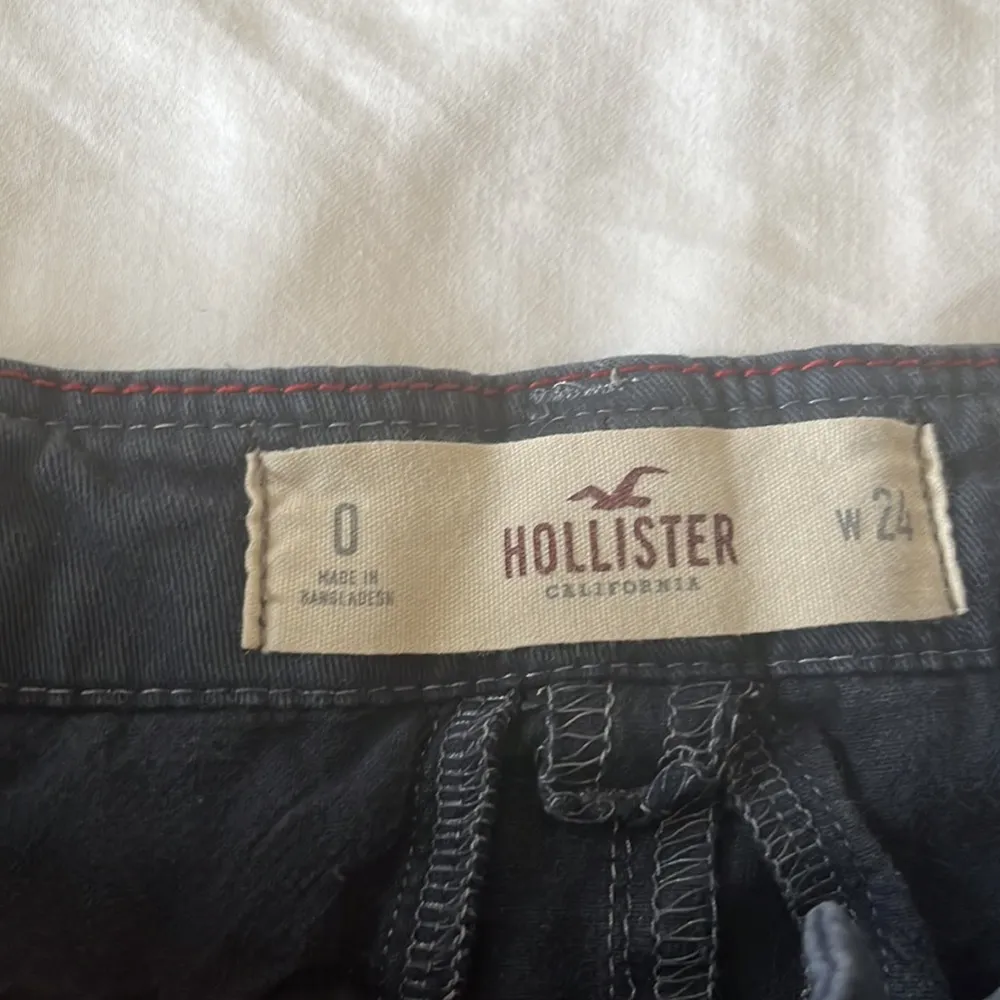 0
MADE IN
BANGLADESH
HOLLISTER
CALIFORNIA
W 24